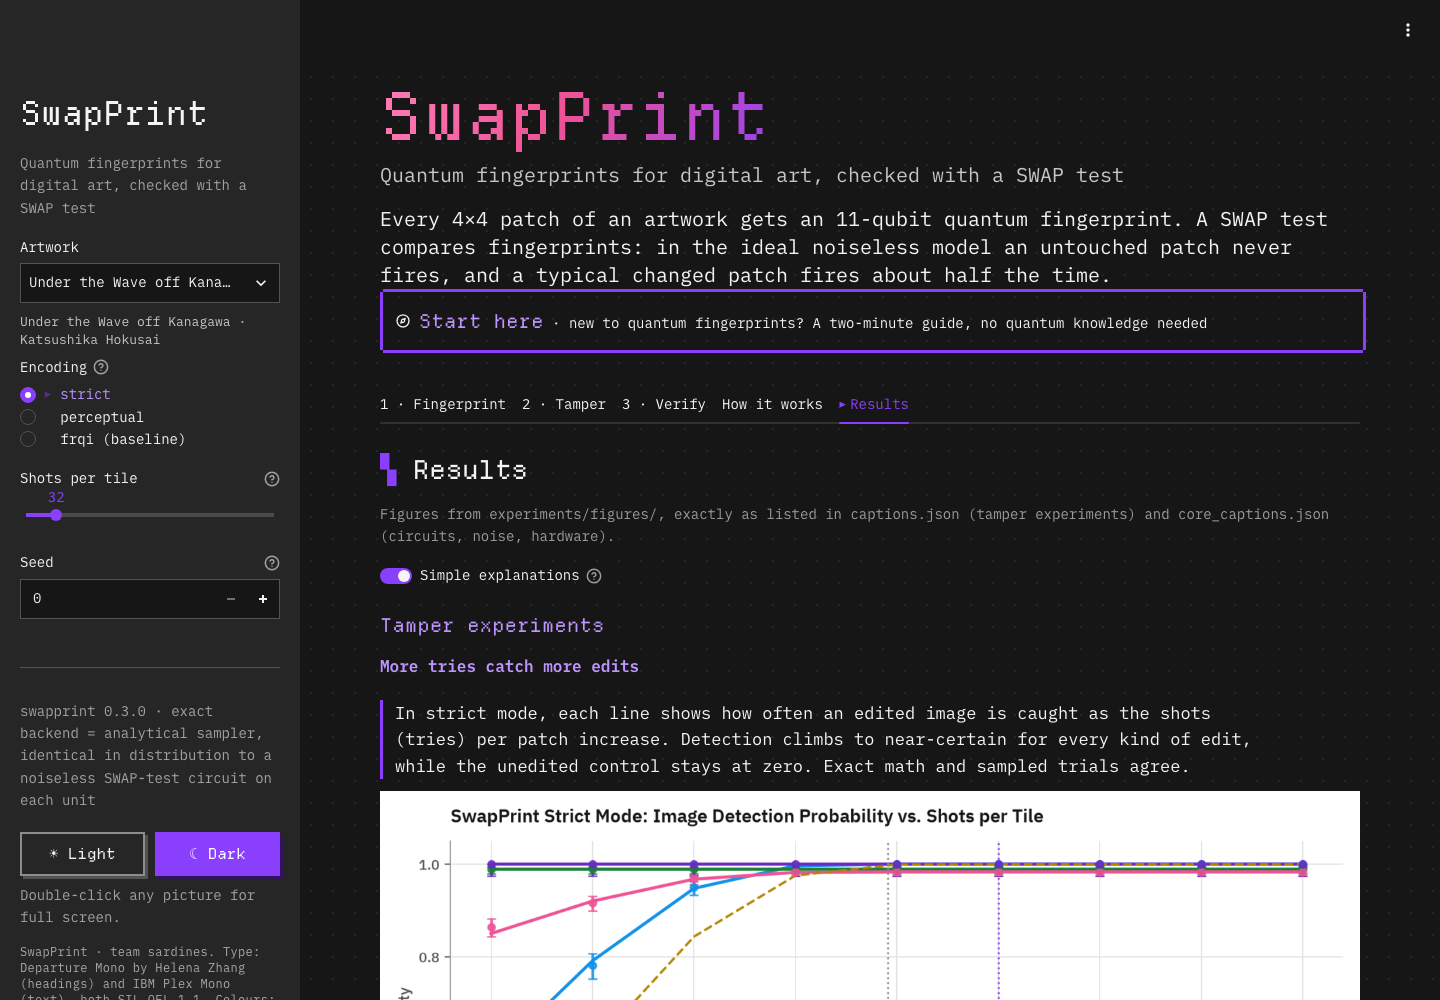 SwapPrint
Quantum fingerprints for
digital art, checked with a
SWAP test
Artwork
Under the Wave off Kana…
Under the Wave off Kanagawa ·
Katsushika Hokusai
Encoding
strict
perceptual
frqi (baseline)
Shots per tile
32
Seed
0
swapprint 0.3.0 · exact
backend = analytical sampler,
identical in distribution to a
noiseless SWAP-test circuit on
each unit
☀ Light
☾ Dark
Double-click any picture for
full screen.
SwapPrint · team sardines. Type:
Departure Mono by Helena Zhang
(headings) and IBM Plex Mono
(text), both SIL OFL 1.1. Colours:
SwapPrint
Quantum fingerprints for digital art, checked with a SWAP test
Every 4×4 patch of an artwork gets an 11-qubit quantum fingerprint. A SWAP test
compares fingerprints: in the ideal noiseless model an untouched patch never
fires, and a typical changed patch fires about half the time.
Start here · new to quantum fingerprints? A two-minute guide, no quantum knowledge needed
1 · Fingerprint 2 · Tamper 3 · Verify How it works ▸ Results
Results
Figures from experiments/figures/, exactly as listed in captions.json (tamper experiments) and core_captions.json
(circuits, noise, hardware).
Simple explanations
Tamper experiments
More tries catch more edits
In strict mode, each line shows how often an edited image is caught as the shots
(tries) per patch increase. Detection climbs to near-certain for every kind of edit,
while the unedited control stays at zero. Exact math and sampled trials agree.
SwapPrint Strict Mode: Image Detection Probability vs. Shots per Tile
1.0
0.8